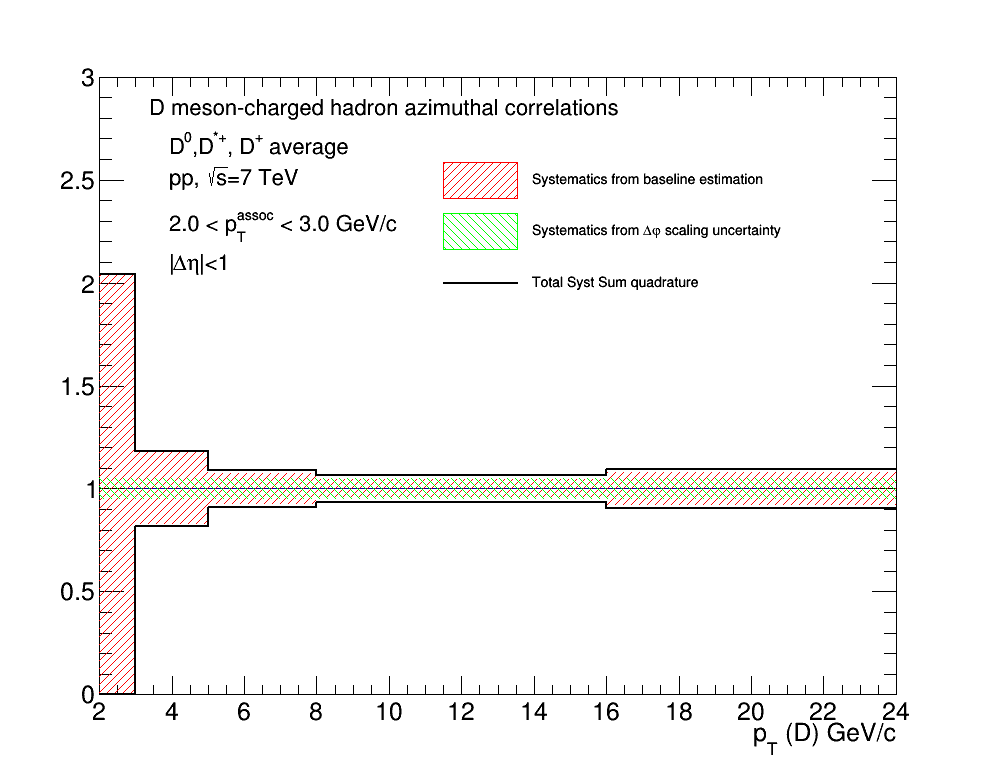 D meson-charged hadron azimuthal correlations
D⁰,D*⁺, D⁺ average
pp, √s=7 TeV
2.0 < p_T^assoc < 3.0 GeV/c
|Δη|<1
Systematics from baseline estimation
Systematics from Δφ scaling uncertainty
Total Syst Sum quadrature
3
2.5
2
1.5
1
0.5
0
2 4 6 8 10 12 14 16 18 20 22 24
p_T (D) GeV/c